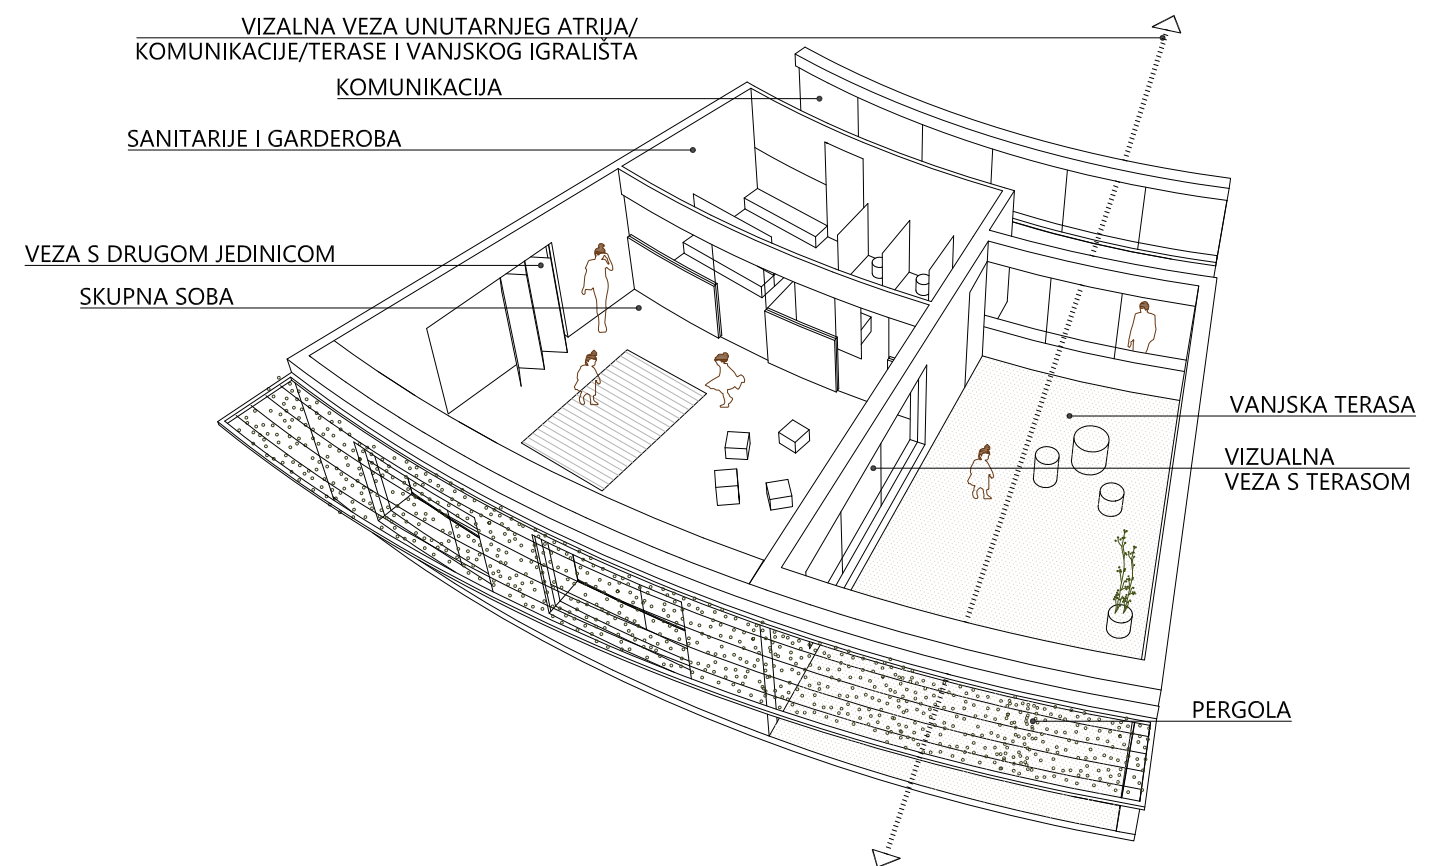 VIZALNA VEZA UNUTARNJEG ATRIJA/
KOMUNIKACIJE/TERASE I VANJSKOG IGRALIŠTA
KOMUNIKACIJA
SANITARIJE I GARDEROBA
VEZA S DRUGOM JEDINICOM
SKUPNA SOBA
VANJSKA TERASA
VIZUALNA
VEZA S TERASOM
PERGOLA